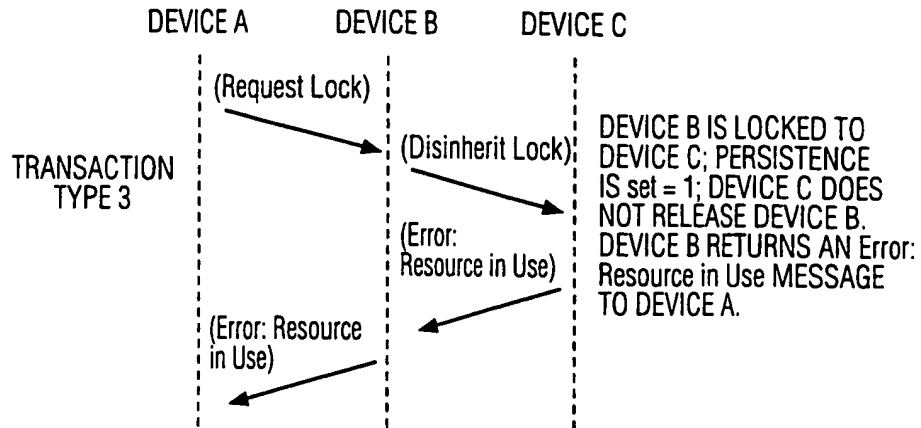 DEVICE A DEVICE B DEVICE C
(Request Lock)
(Disinherit Lock)
TRANSACTION
TYPE 3
DEVICE B IS LOCKED TO
DEVICE C; PERSISTENCE
IS set = 1; DEVICE C DOES
NOT RELEASE DEVICE B.
DEVICE B RETURNS AN Error:
Resource in Use MESSAGE
TO DEVICE A.
(Error:
Resource in Use)
(Error: Resource
in Use)